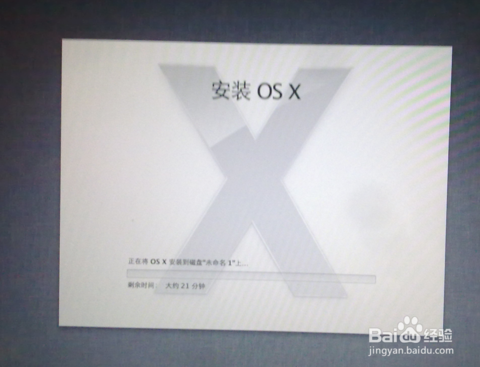 安装 OS X
正在将 OS X 安装到磁盘“未命名 1”上...
剩余时间： 大约 21 分钟
Baidu 经验
jingyan.baidu.com